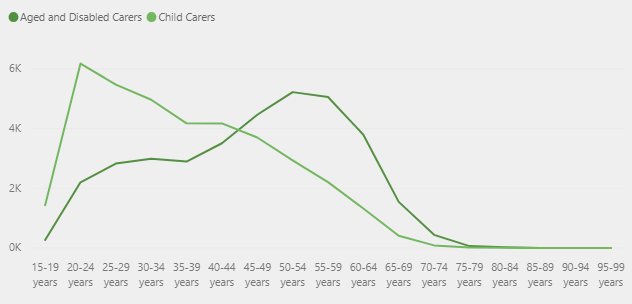 Aged and Disabled Carers Child Carers
6K
4K
2K
0K
15-19 20-24 25-29 30-34 35-39 40-44 45-49 50-54 55-59 60-64 65-69 70-74 75-79 80-84 85-89 90-94 95-99
years years years years years years years years years years years years years years years years years